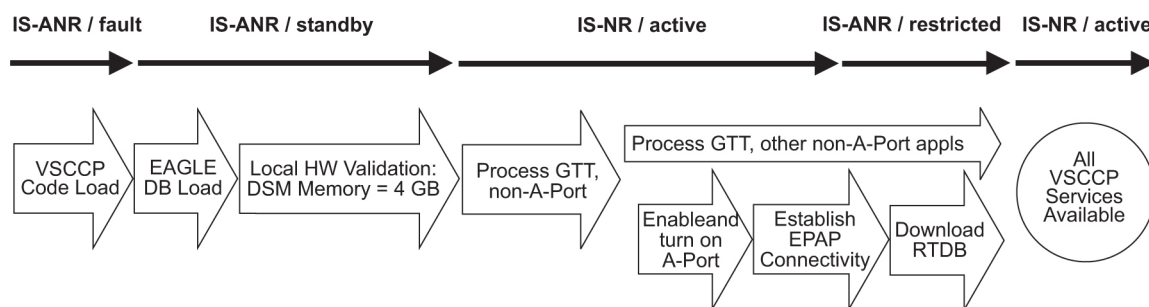 IS-ANR / fault
IS-ANR / standby
IS-NR / active
IS-ANR / restricted
IS-NR / active
VSCCP
Code Load
EAGLE
DB Load
Local HW Validation:
DSM Memory = 4 GB
Process GTT,
non-A-Port
Process GTT, other non-A-Port appls
Enableand
turn on
A-Port
Establish
EPAP
Connectivity
Download
RTDB
All
VSCCP
Services
Available